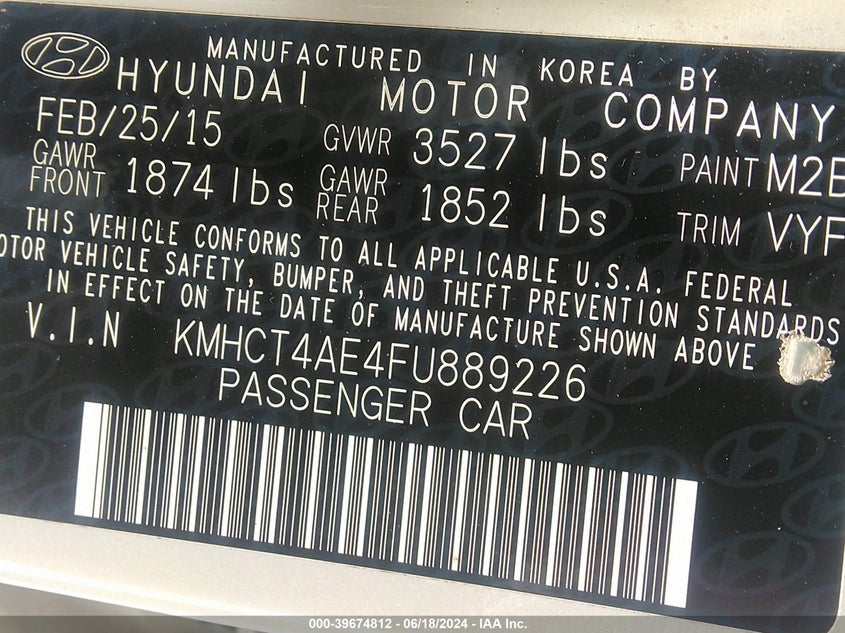 MANUFACTURED IN KOREA BY
HYUNDAI MOTOR COMPANY
FEB/25/15 GVWR 3527 lbs PAINT M2B
GAWR FRONT 1874 lbs GAWR REAR 1852 lbs TRIM VYF
THIS VEHICLE CONFORMS TO ALL APPLICABLE U.S.A. FEDERAL
OTOR VEHICLE SAFETY, BUMPER, AND THEFT PREVENTION STANDARDS
IN EFFECT ON THE DATE OF MANUFACTURE SHOWN ABOVE
V.I.N KMHCT4AE4FU889226
PASSENGER CAR
000-39674812 - 06/18/2024 - IAA Inc.